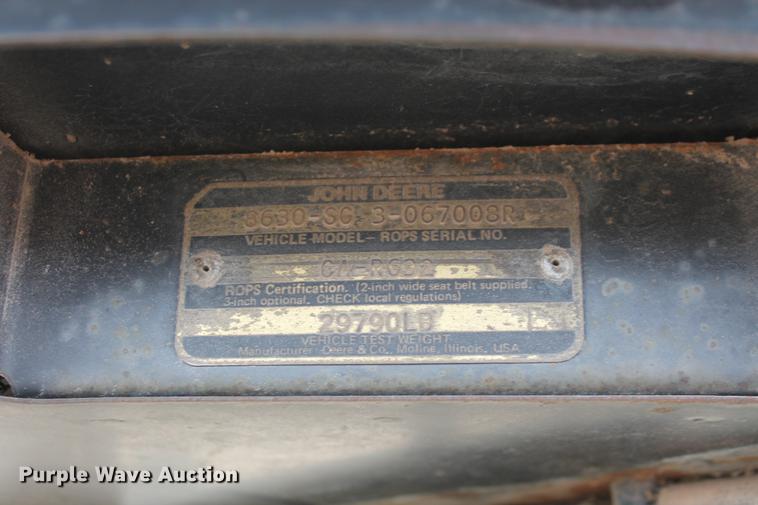 JOHN DEERE
8630-SG 3-067008R
VEHICLE MODEL - ROPS SERIAL NO.
ROPS Certification. (2-inch wide seat belt supplied.
3-inch optional. CHECK local regulations)
29790LB
VEHICLE TEST WEIGHT
Manufacturer Deere & Co., Moline, Illinois, USA
Purple Wave Auction